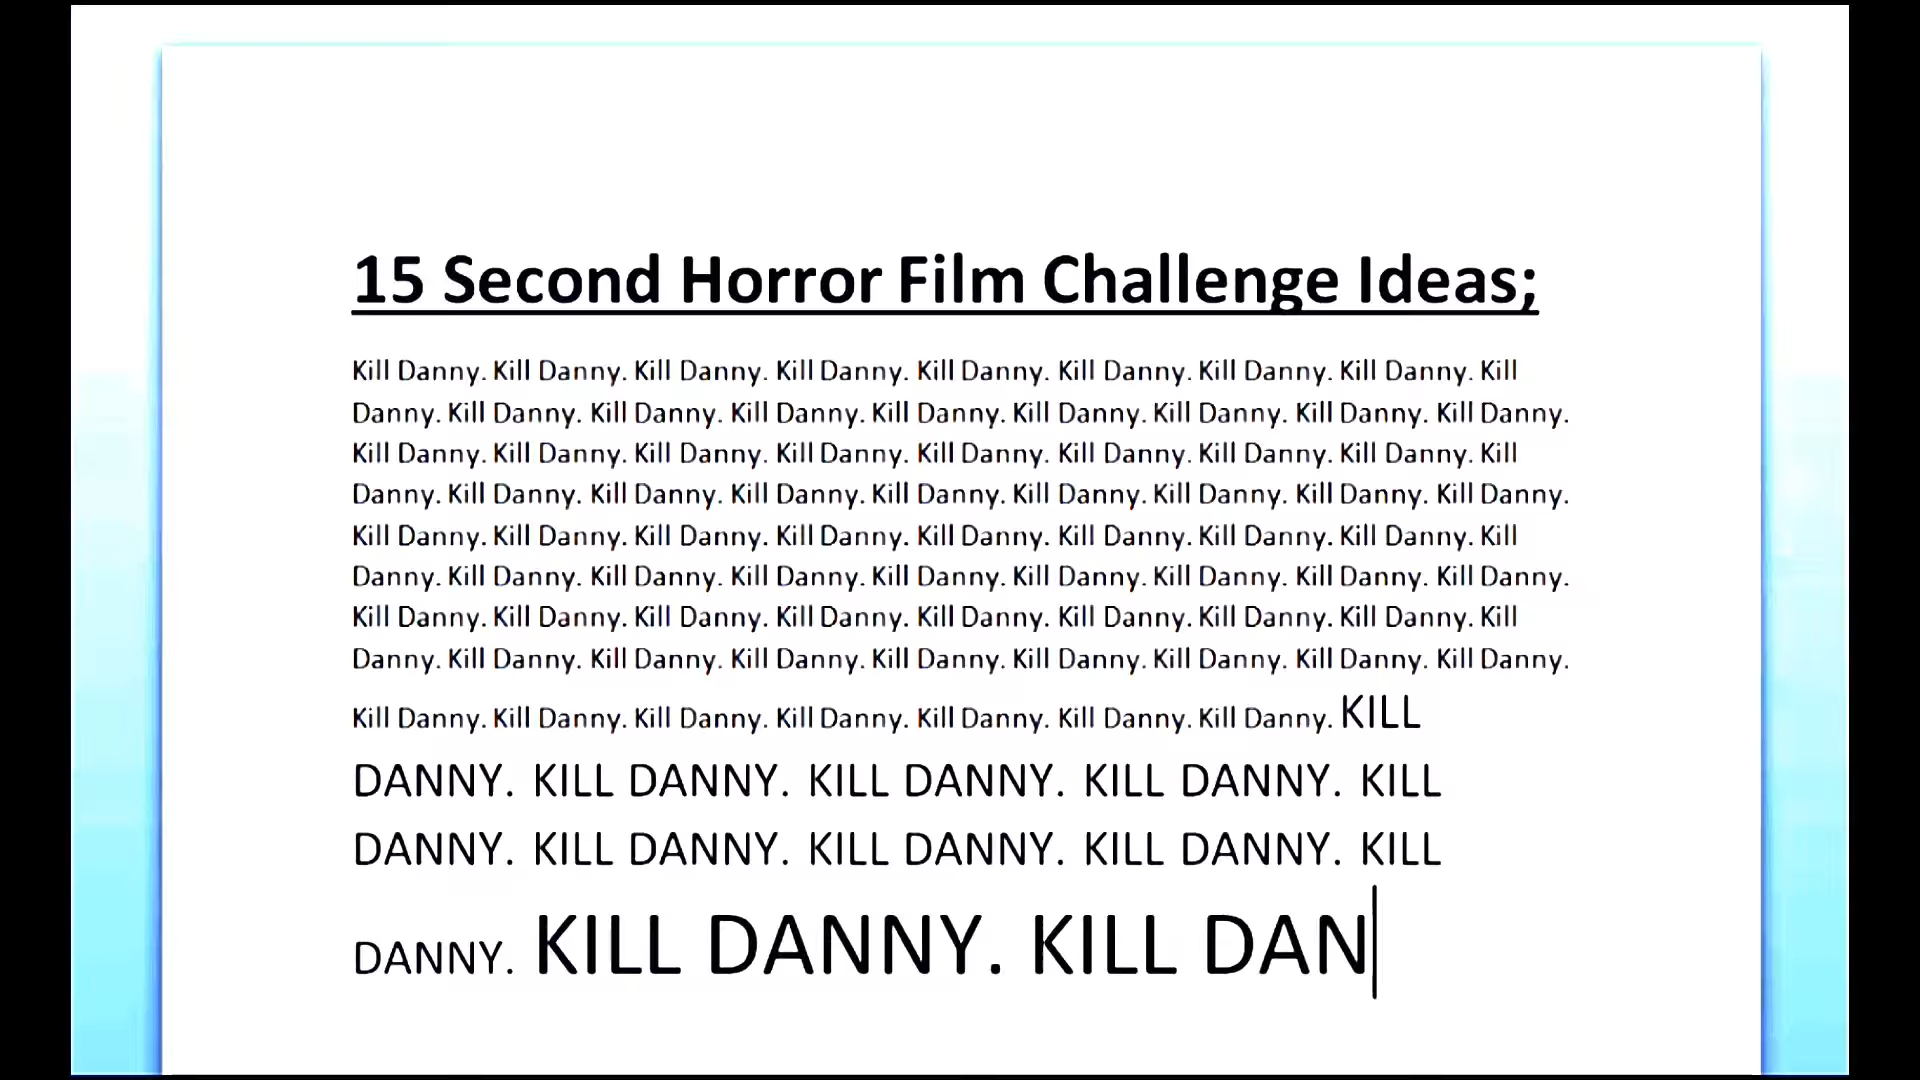 15 Second Horror Film Challenge Ideas;
Kill Danny. Kill Danny. Kill Danny. Kill Danny. Kill Danny. Kill Danny. Kill Danny. Kill Danny. Kill
Danny. Kill Danny. Kill Danny. Kill Danny. Kill Danny. Kill Danny. Kill Danny. Kill Danny. Kill Danny.
Kill Danny. Kill Danny. Kill Danny. Kill Danny. Kill Danny. Kill Danny. Kill Danny. Kill Danny. Kill
Danny. Kill Danny. Kill Danny. Kill Danny. Kill Danny. Kill Danny. Kill Danny. Kill Danny. Kill Danny.
Kill Danny. Kill Danny. Kill Danny. Kill Danny. Kill Danny. Kill Danny. Kill Danny. Kill Danny. Kill
Danny. Kill Danny. Kill Danny. Kill Danny. Kill Danny. Kill Danny. Kill Danny. Kill Danny. Kill Danny.
Kill Danny. Kill Danny. Kill Danny. Kill Danny. Kill Danny. Kill Danny. Kill Danny. Kill Danny. Kill
Danny. Kill Danny. Kill Danny. Kill Danny. Kill Danny. Kill Danny. Kill Danny. Kill Danny. Kill Danny.
Kill Danny. Kill Danny. Kill Danny. Kill Danny. Kill Danny. Kill Danny. Kill Danny. KILL
DANNY. KILL DANNY. KILL DANNY. KILL DANNY. KILL
DANNY. KILL DANNY. KILL DANNY. KILL DANNY. KILL
DANNY. KILL DANNY. KILL DAN